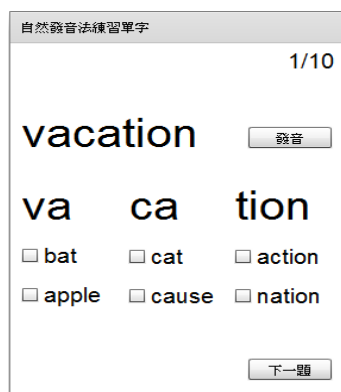 自然發音法練習單字
1/10
vacation 發音
va ca tion
bat cat action
apple cause nation
下一題